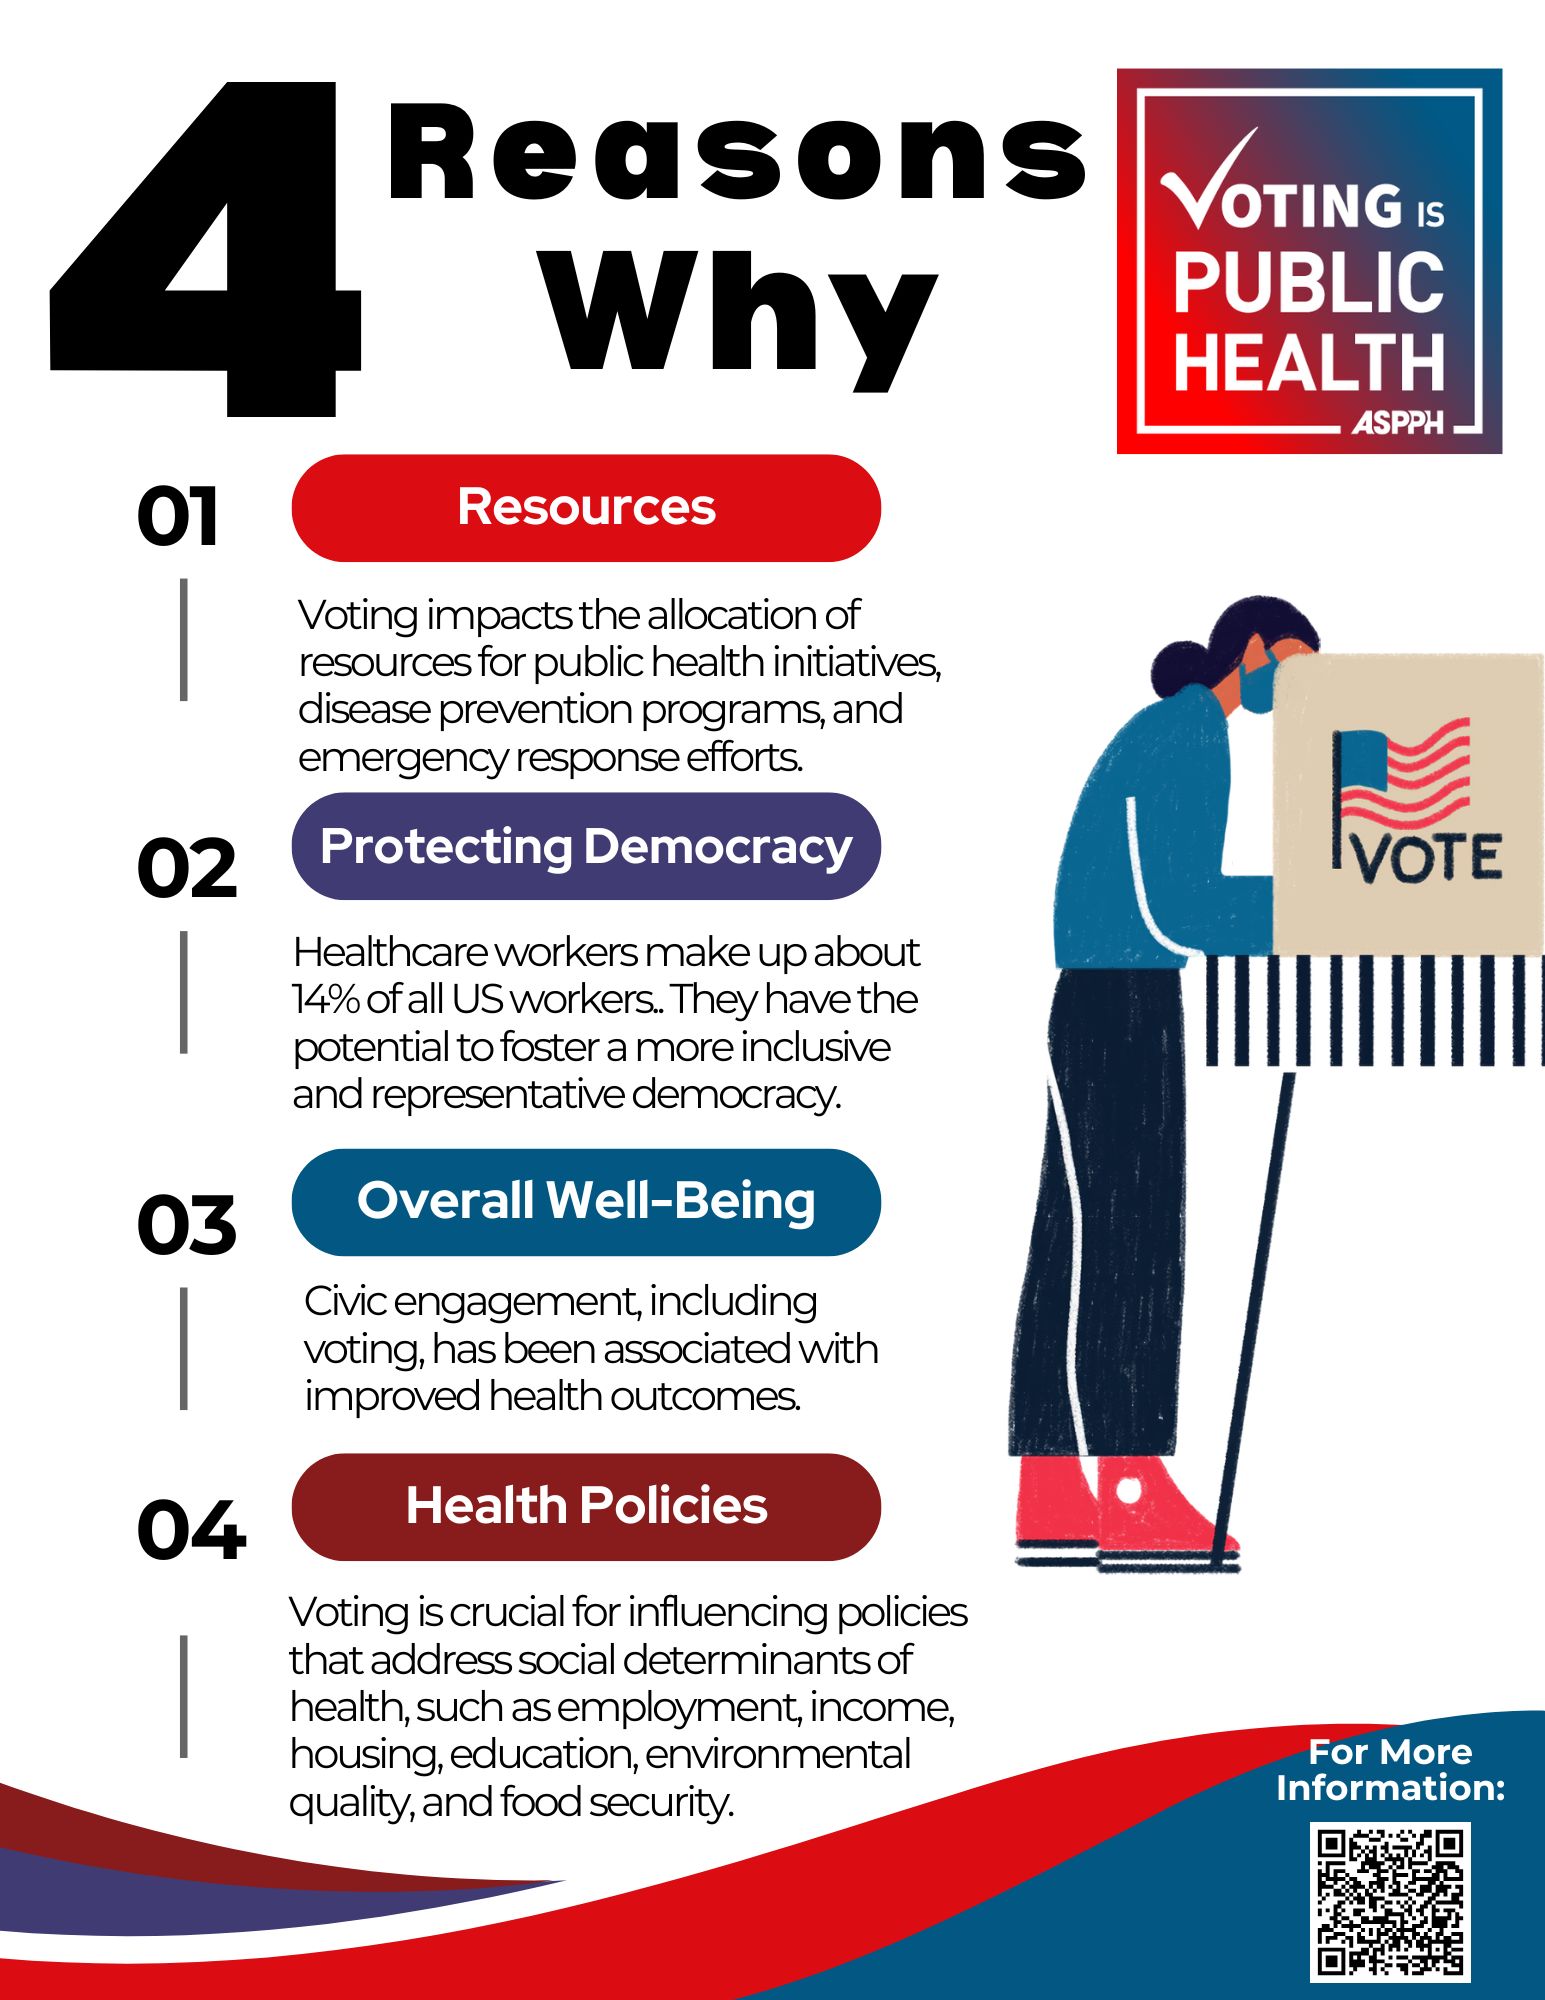 4 Reasons
Why
VOTING IS
PUBLIC
HEALTH
ASPPH
01
Resources
Voting impacts the allocation of
resources for public health initiatives,
disease prevention programs, and
emergency response efforts.
02
Protecting Democracy
Healthcare workers make up about
14% of all US workers.. They have the
potential to foster a more inclusive
and representative democracy.
03
Overall Well-Being
Civic engagement, including
voting, has been associated with
improved health outcomes.
04
Health Policies
Voting is crucial for influencing policies
that address social determinants of
health, such as employment, income,
housing, education, environmental
quality, and food security.
VOTE
For More
Information: